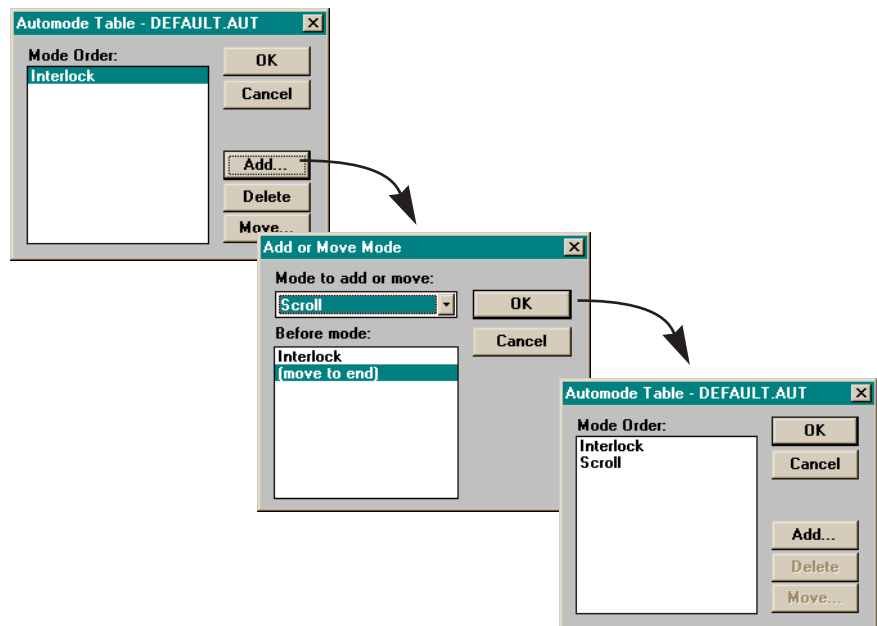 Automode Table - DEFAULT.AUT
Mode Order:
Interlock
OK
Cancel
Add...
Delete
Move...
Add or Move Mode
Mode to add or move:
Scroll
Before mode:
Interlock
(move to end)
OK
Cancel
Automode Table - DEFAULT.AUT
Mode Order:
Interlock
Scroll
OK
Cancel
Add...
Delete
Move...